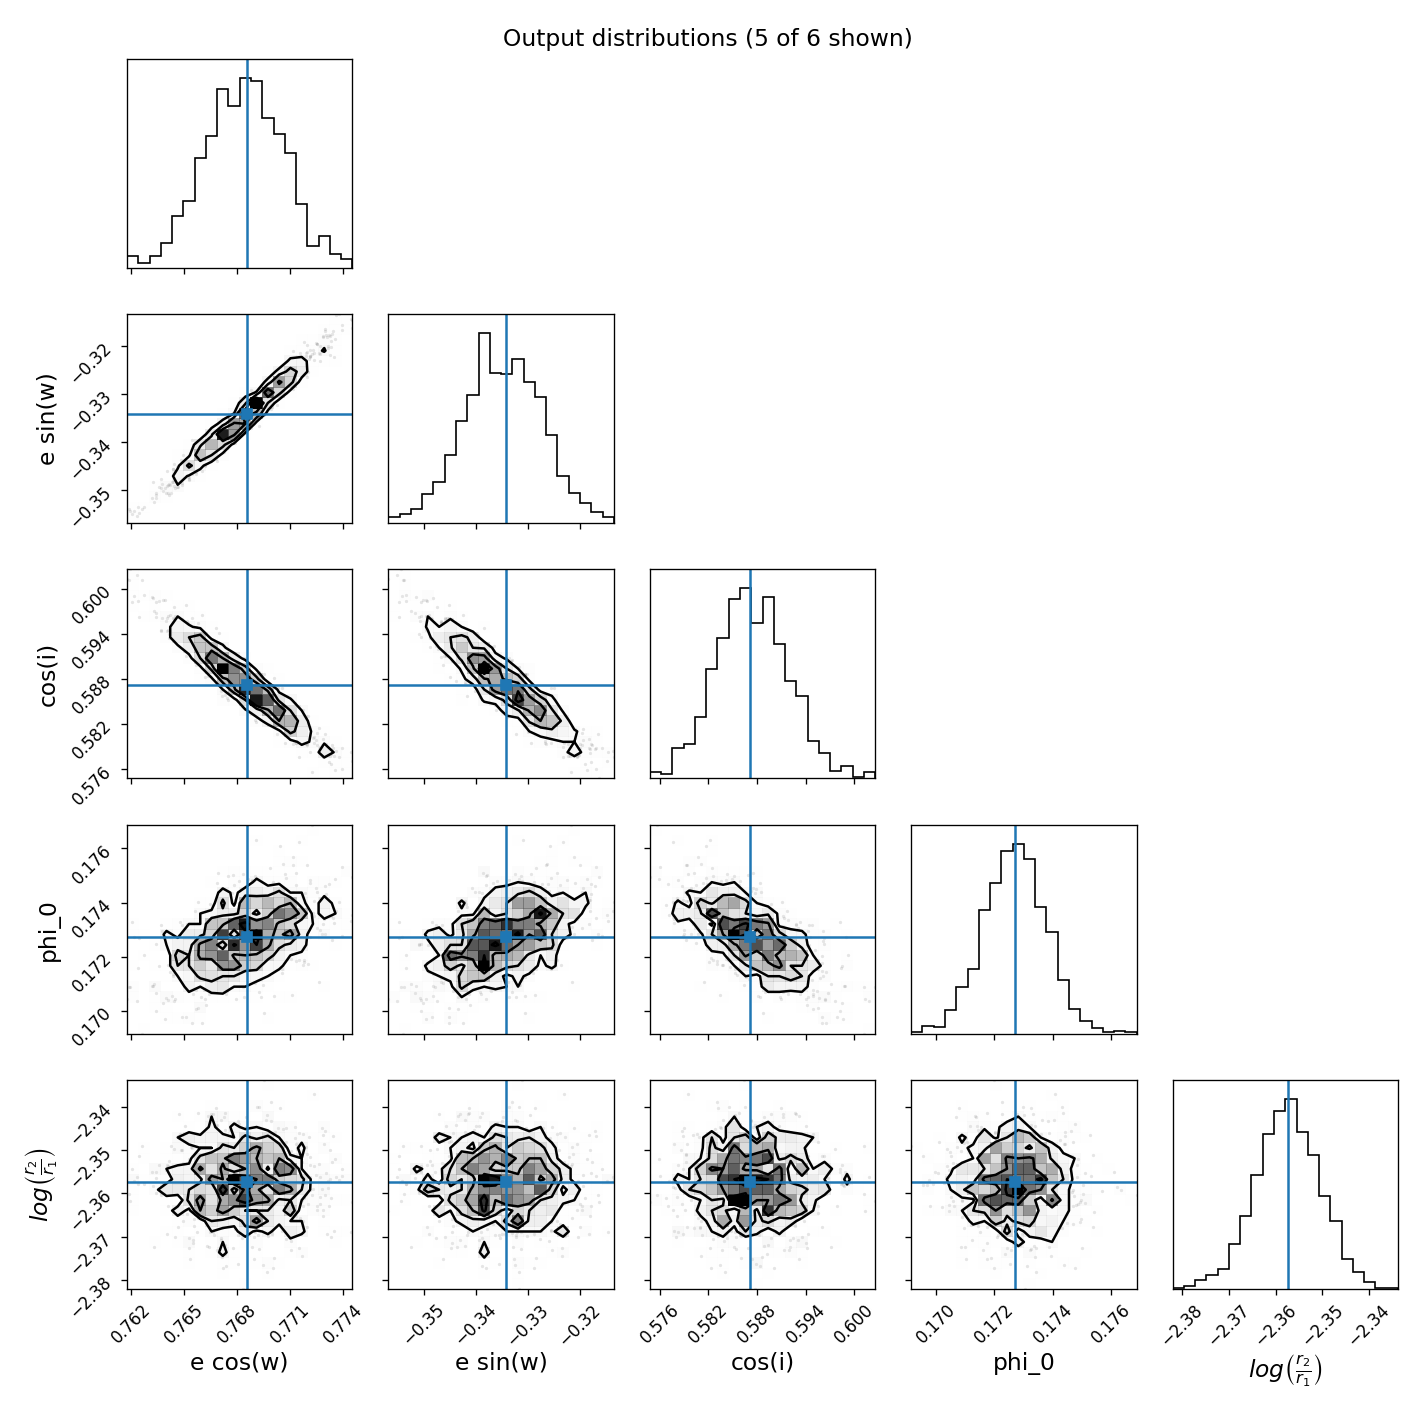 Output distributions (5 of 6 shown)
e sin(w)
−0.32
−0.33
−0.34
−0.35
cos(i)
0.600
0.594
0.588
0.582
0.576
phi_0
0.176
0.174
0.172
0.170
log(r2/r1)
−2.34
−2.35
−2.36
−2.37
−2.38
0.762 0.765 0.768 0.771 0.774
−0.35 −0.34 −0.33 −0.32
0.576 0.582 0.588 0.594 0.600
0.170 0.172 0.174 0.176
−2.38 −2.37 −2.36 −2.35 −2.34
e cos(w)
e sin(w)
cos(i)
phi_0
log(r2/r1)